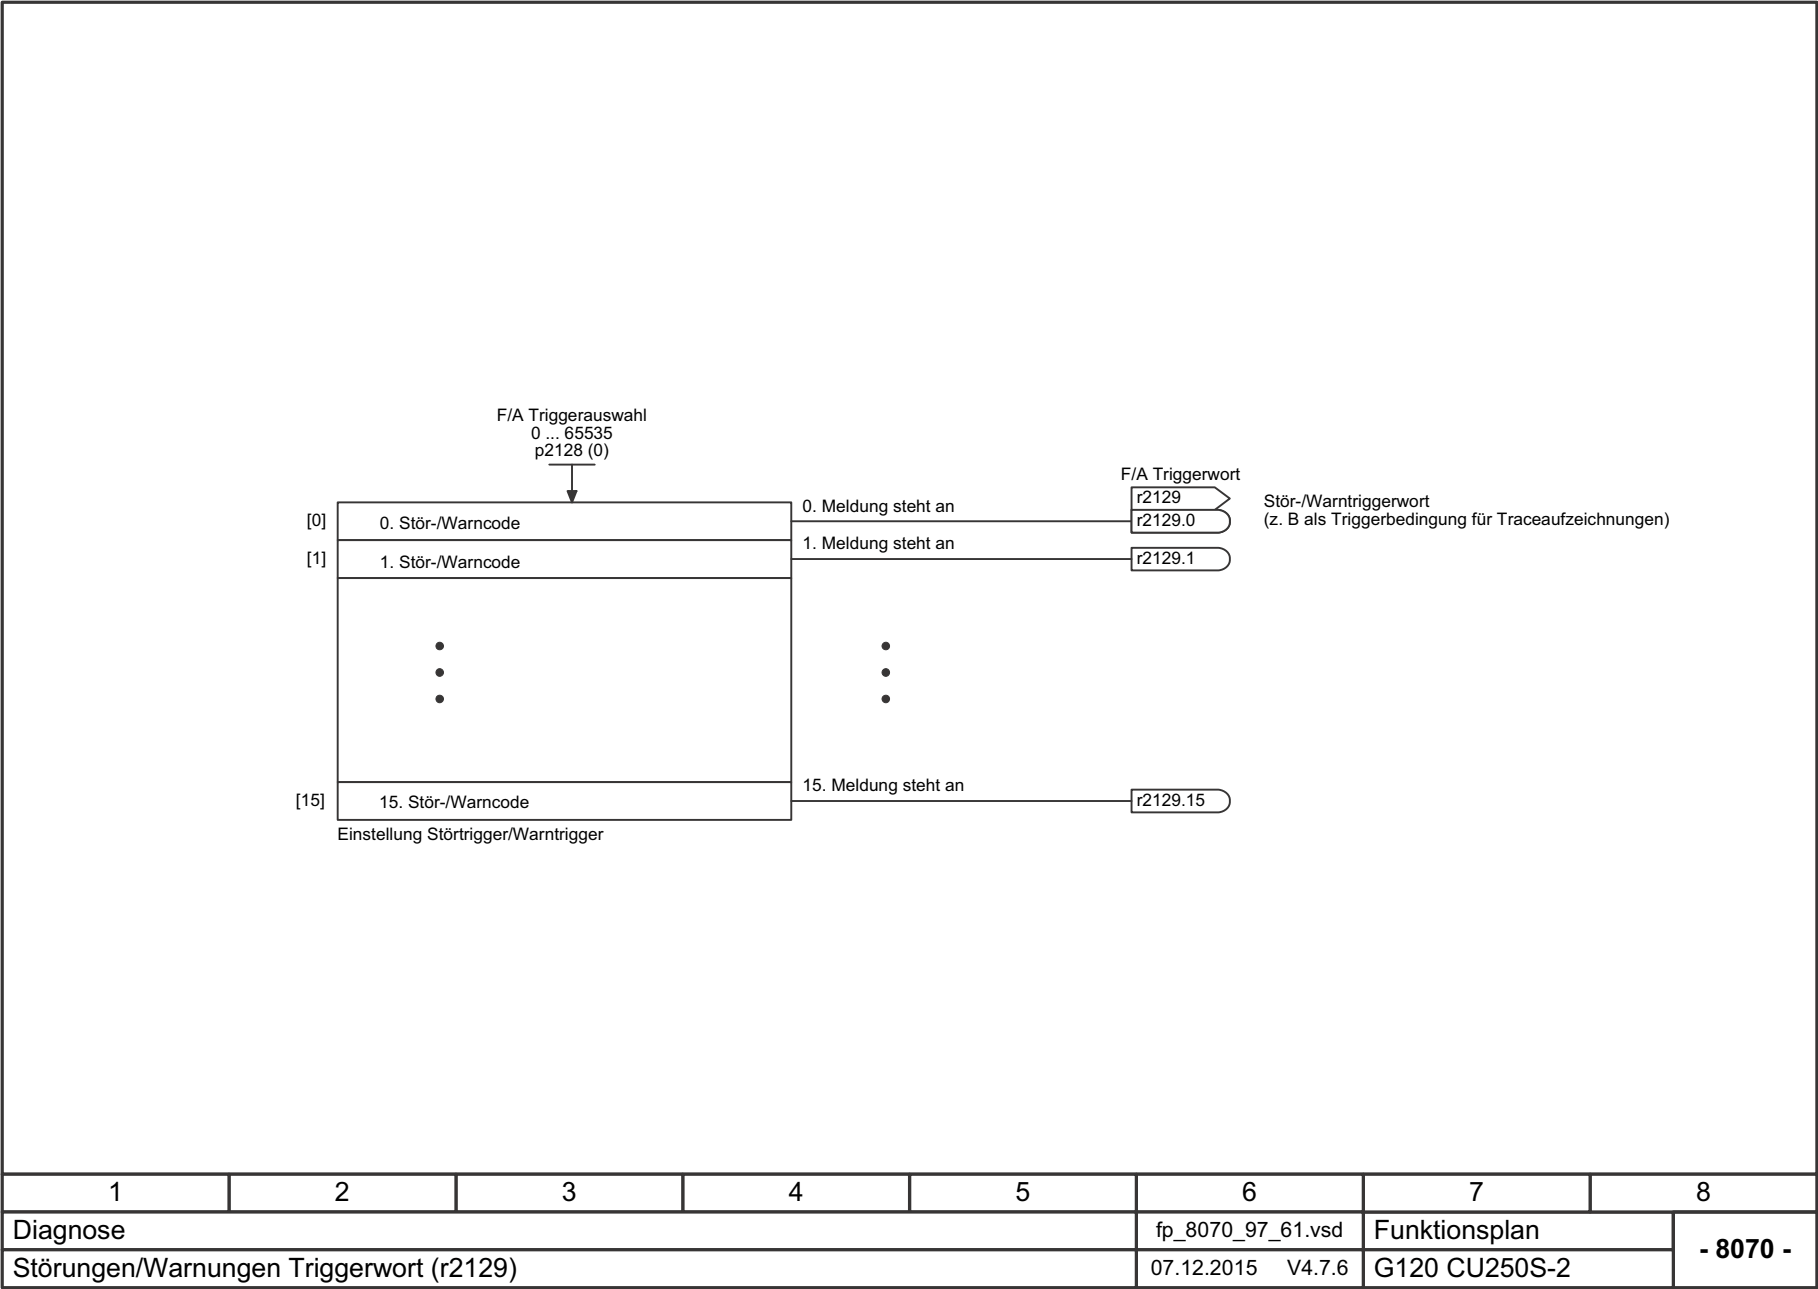 F/A Triggerauswahl
0 ... 65535
p2128 (0)
F/A Triggerwort
r2129
Stör-/Warntriggerwort
(z. B als Triggerbedingung für Traceaufzeichnungen)
[0]
0. Stör-/Warncode
0. Meldung steht an
r2129.0
[1]
1. Stör-/Warncode
1. Meldung steht an
r2129.1
[15]
15. Stör-/Warncode
15. Meldung steht an
r2129.15
Einstellung Störtrigger/Warntrigger
1 2 3 4 5 6 7 8
Diagnose
fp_8070_97_61.vsd
Funktionsplan
- 8070 -
Störungen/Warnungen Triggerwort (r2129)
07.12.2015 V4.7.6
G120 CU250S-2